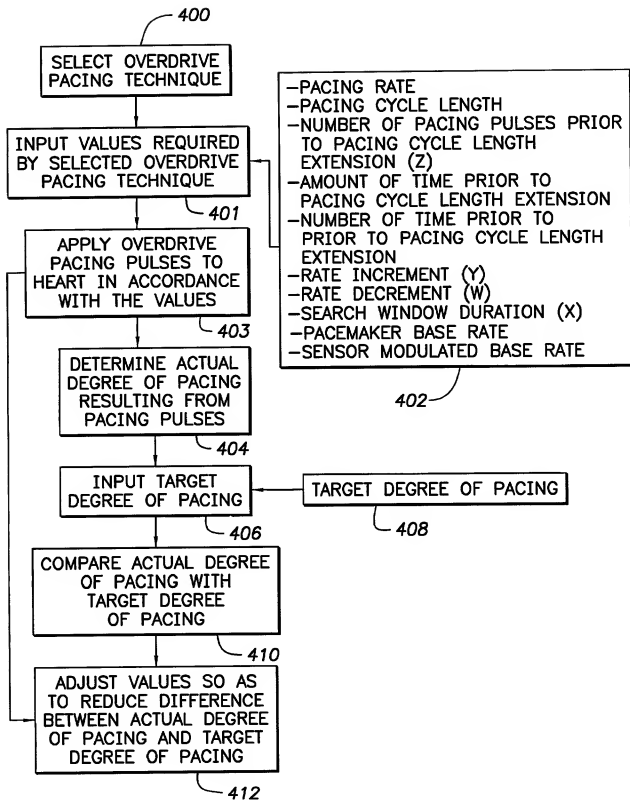 400
SELECT OVERDRIVE
PACING TECHNIQUE
INPUT VALUES REQUIRED
BY SELECTED OVERDRIVE
PACING TECHNIQUE
401
–PACING RATE
–PACING CYCLE LENGTH
–NUMBER OF PACING PULSES PRIOR
TO PACING CYCLE LENGTH
EXTENSION (Z)
–AMOUNT OF TIME PRIOR TO
PACING CYCLE LENGTH EXTENSION
–NUMBER OF TIME PRIOR TO
PRIOR TO PACING CYCLE LENGTH
EXTENSION
–RATE INCREMENT (Y)
–RATE DECREMENT (W)
–SEARCH WINDOW DURATION (X)
–PACEMAKER BASE RATE
–SENSOR MODULATED BASE RATE
402
APPLY OVERDRIVE
PACING PULSES TO
HEART IN ACCORDANCE
WITH THE VALUES
403
DETERMINE ACTUAL
DEGREE OF PACING
RESULTING FROM
PACING PULSES
404
INPUT TARGET
DEGREE OF PACING
406
TARGET DEGREE OF PACING
408
COMPARE ACTUAL DEGREE
OF PACING WITH
TARGET DEGREE
OF PACING
410
ADJUST VALUES SO AS
TO REDUCE DIFFERENCE
BETWEEN ACTUAL DEGREE
OF PACING AND TARGET
DEGREE OF PACING
412